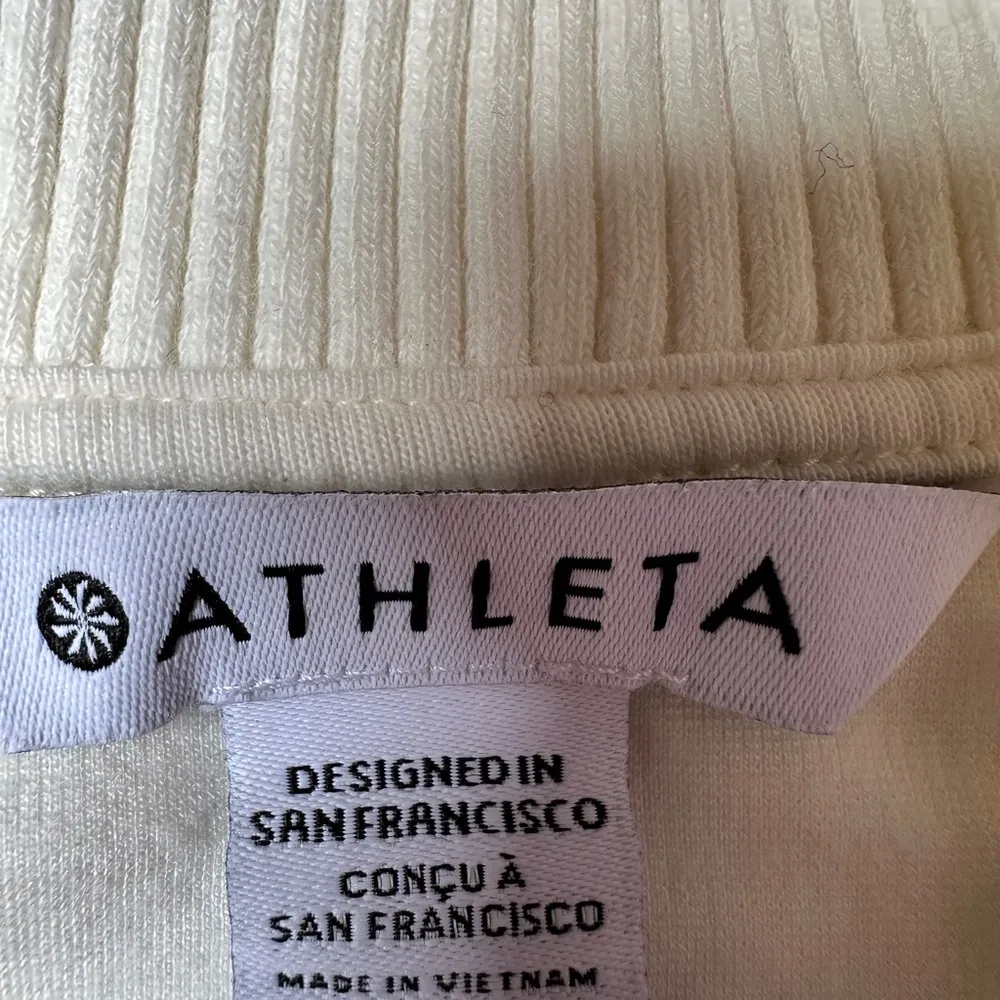 ATHLETA
DESIGNED IN
SAN FRANCISCO
CONÇU À
SAN FRANCISCO
MADE IN VIETNAM